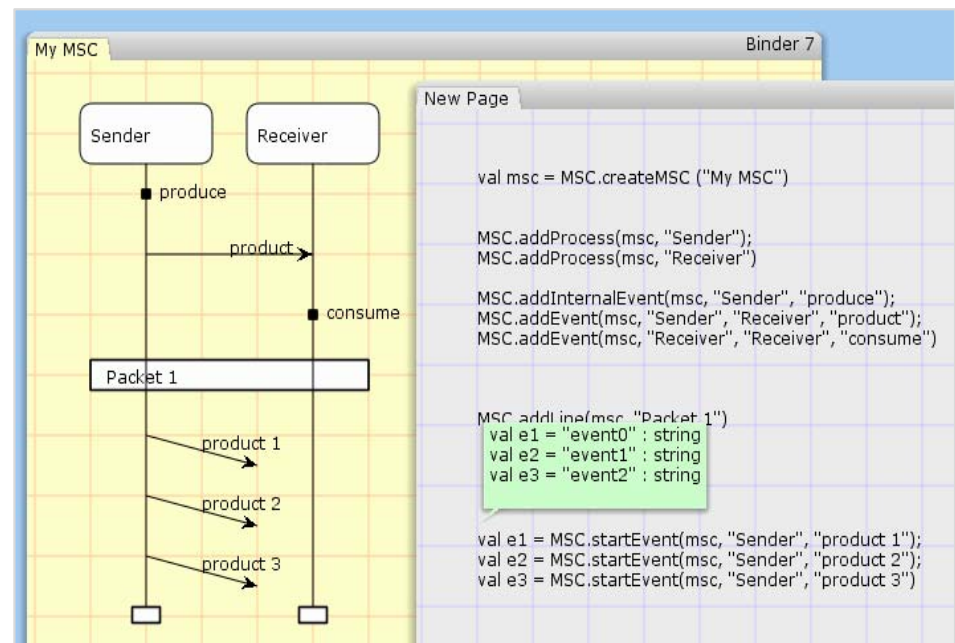 My MSC
Binder 7
Sender
Receiver
produce
product
consume
Packet 1
product 1
product 2
product 3
New Page
val msc = MSC.createMSC ("My MSC")
MSC.addProcess(msc, "Sender");
MSC.addProcess(msc, "Receiver")
MSC.addInternalEvent(msc, "Sender", "produce");
MSC.addEvent(msc, "Sender", "Receiver", "product");
MSC.addEvent(msc, "Receiver", "Receiver", "consume")
MSC.addLine(msc, "Packet 1")
val e1 = "event0" : string
val e2 = "event1" : string
val e3 = "event2" : string
val e1 = MSC.startEvent(msc, "Sender", "product 1");
val e2 = MSC.startEvent(msc, "Sender", "product 2");
val e3 = MSC.startEvent(msc, "Sender", "product 3")